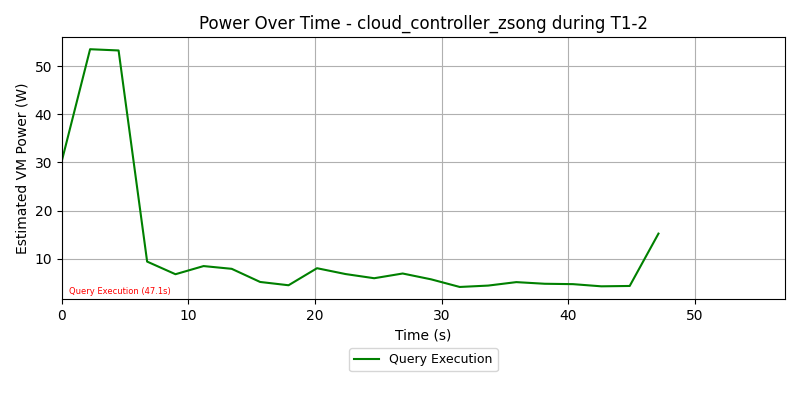 Power Over Time - cloud_controller_zsong during T1-2
Estimated VM Power (W)
50
40
30
20
10
Query Execution (47.1s)
0 10 20 30 40 50
Time (s)
Query Execution